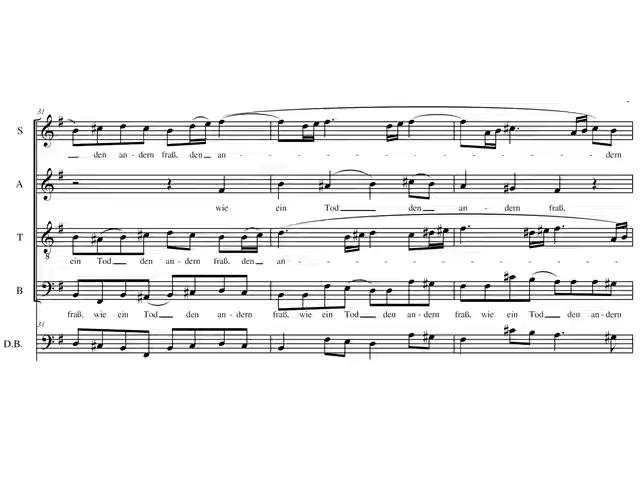 31
S
den an - dern fraß, den an - - - - - - - - - - - - dern
A
wie ein Tod den an - dern fraß,
T
8
ein Tod den an - dern fraß. den an - - - - - - - - - - -
B
fraß, wie ein Tod den an - dern fraß, wie ein Tod den an - dern fraß, wie ein Tod den an - dern
31
D.B.